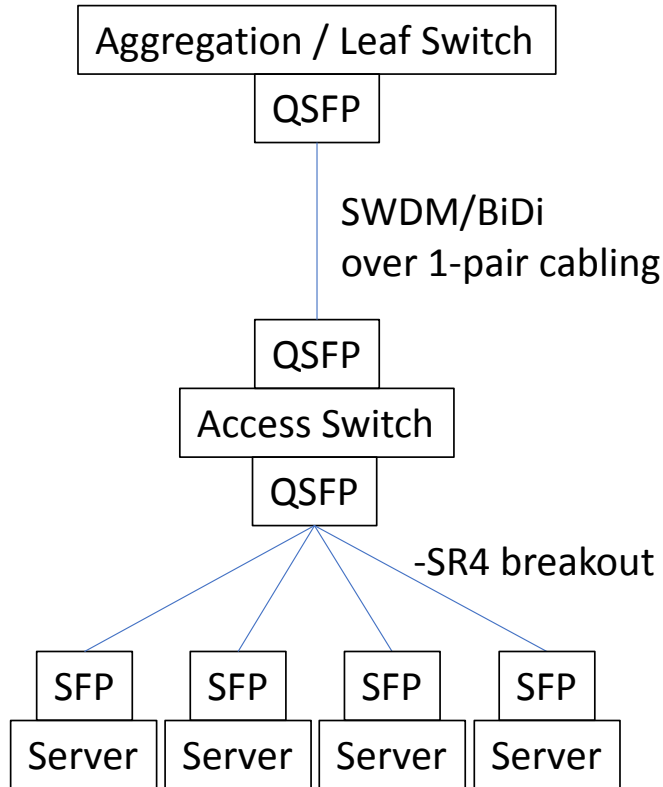 Aggregation / Leaf Switch
QSFP
SWDM/BiDi
over 1-pair cabling
QSFP
Access Switch
QSFP
-SR4 breakout
SFP SFP SFP SFP
Server Server Server Server